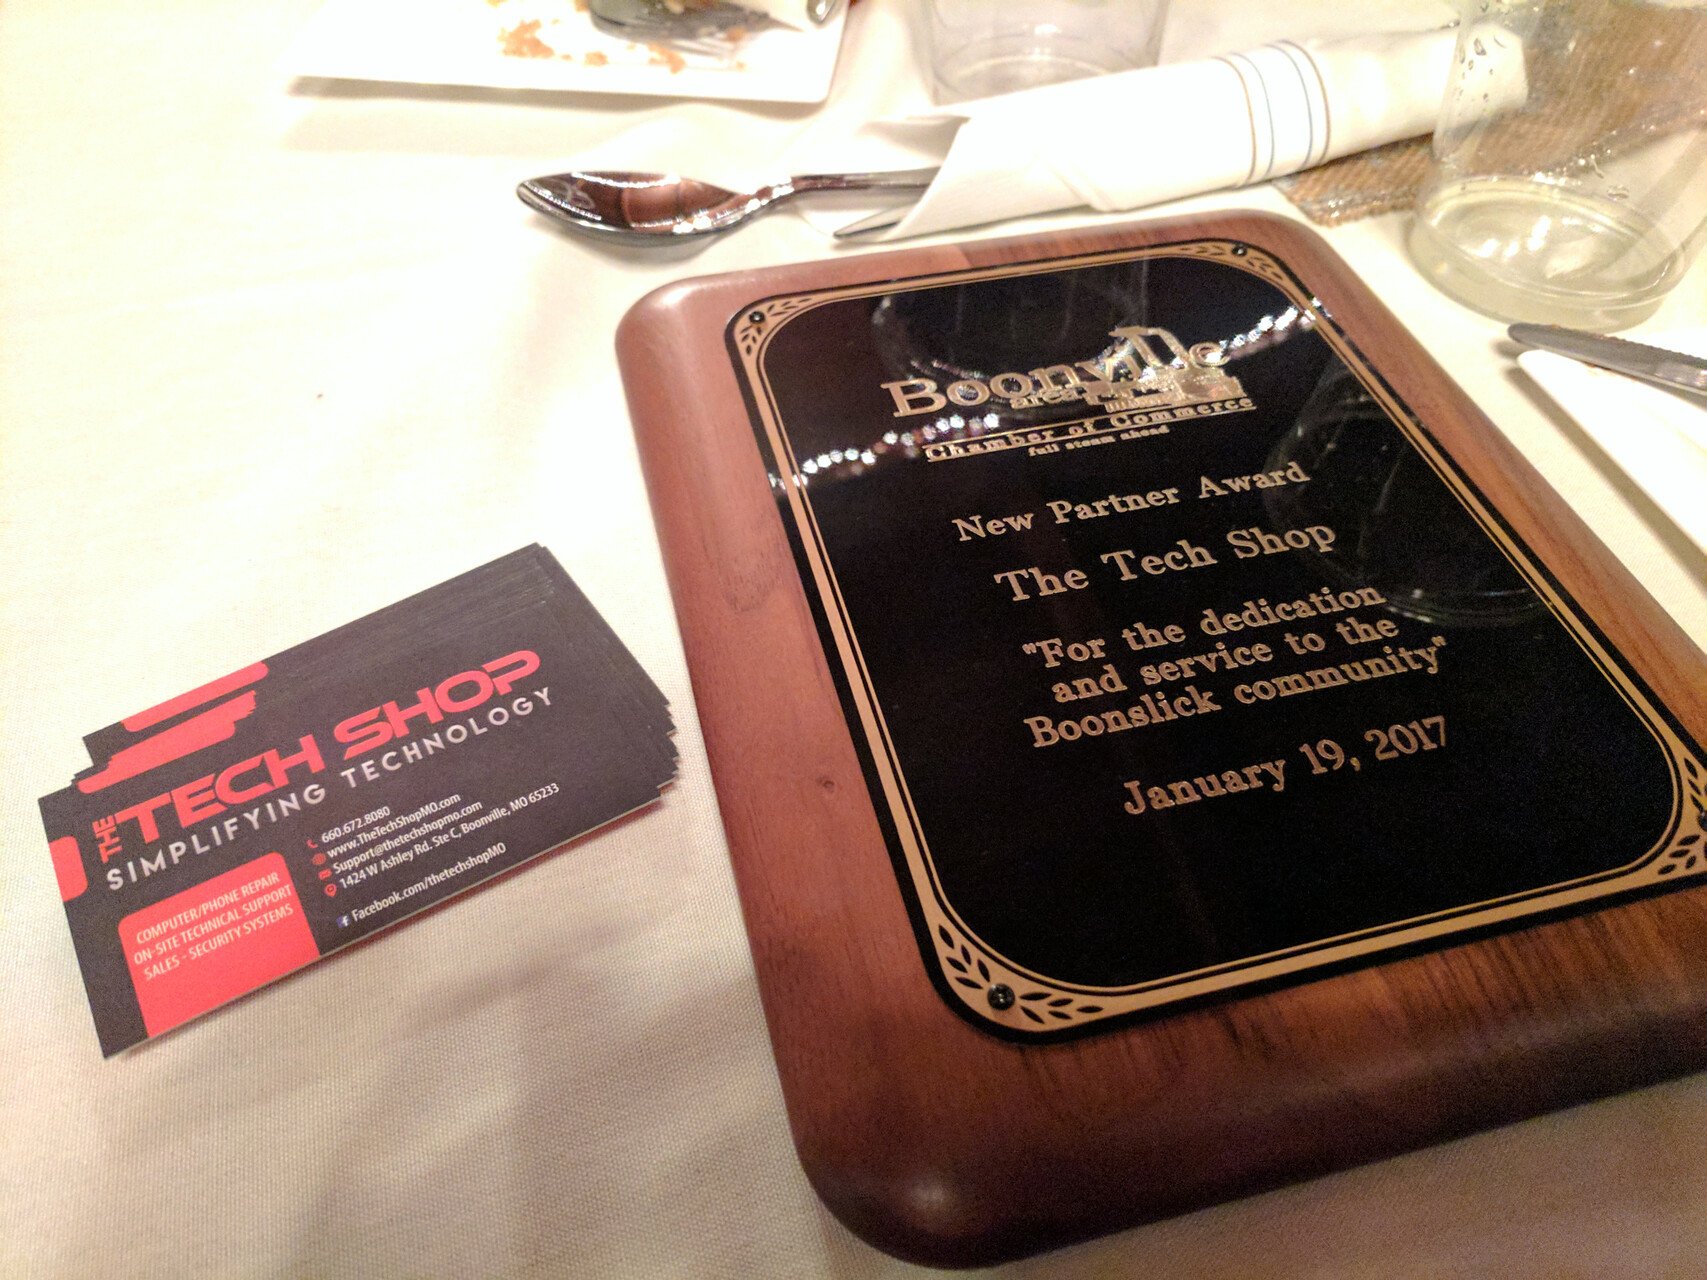 THE
TECH SHOP
SIMPLIFYING TECHNOLOGY
660.672.8080
www.TheTechShopMO.com
Support@thetechshopmo.com
1424 W Ashley Rd. Ste C, Boonville, MO 65233
Facebook.com/thetechshopMO
COMPUTER/PHONE REPAIR
ON-SITE TECHNICAL SUPPORT
SALES - SECURITY SYSTEMS
Boonville
area
Chamber of Commerce
full steam ahead
New Partner Award
The Tech Shop
"For the dedication
and service to the
Boonslick community"
January 19, 2017